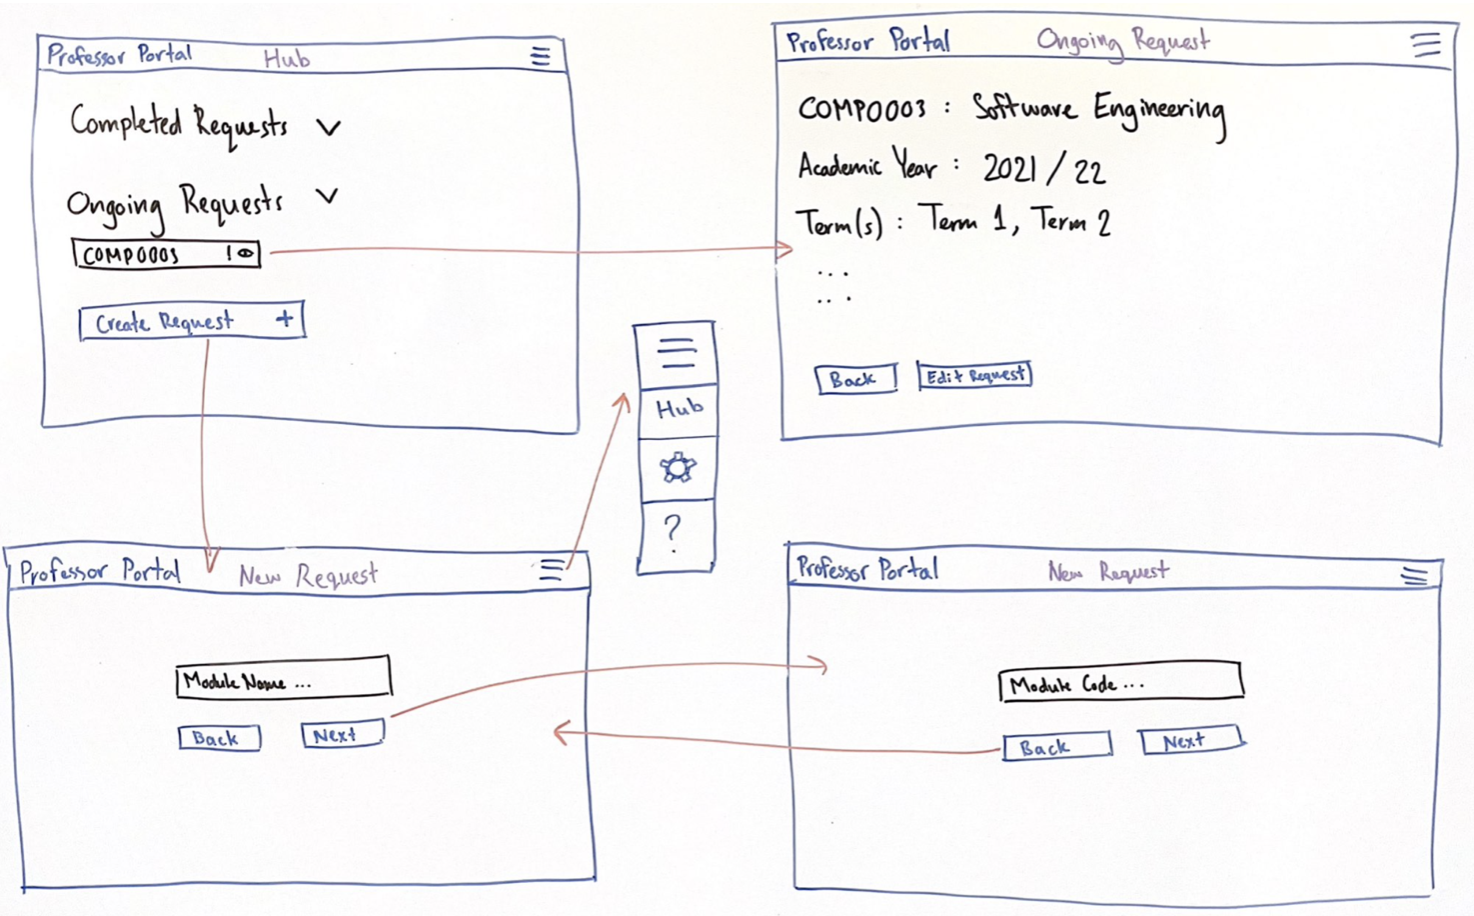 Professor Portal Hub
Completed Requests
Ongoing Requests
COMP0003 !
Create Request +
Professor Portal Ongoing Request
COMP0003 : Software Engineering
Academic Year : 2021 / 22
Term(s) : Term 1, Term 2
...
...
Back Edit Request
Hub
?
Professor Portal New Request
Module Name ...
Back Next
Professor Portal New Request
Module Code ...
Back Next